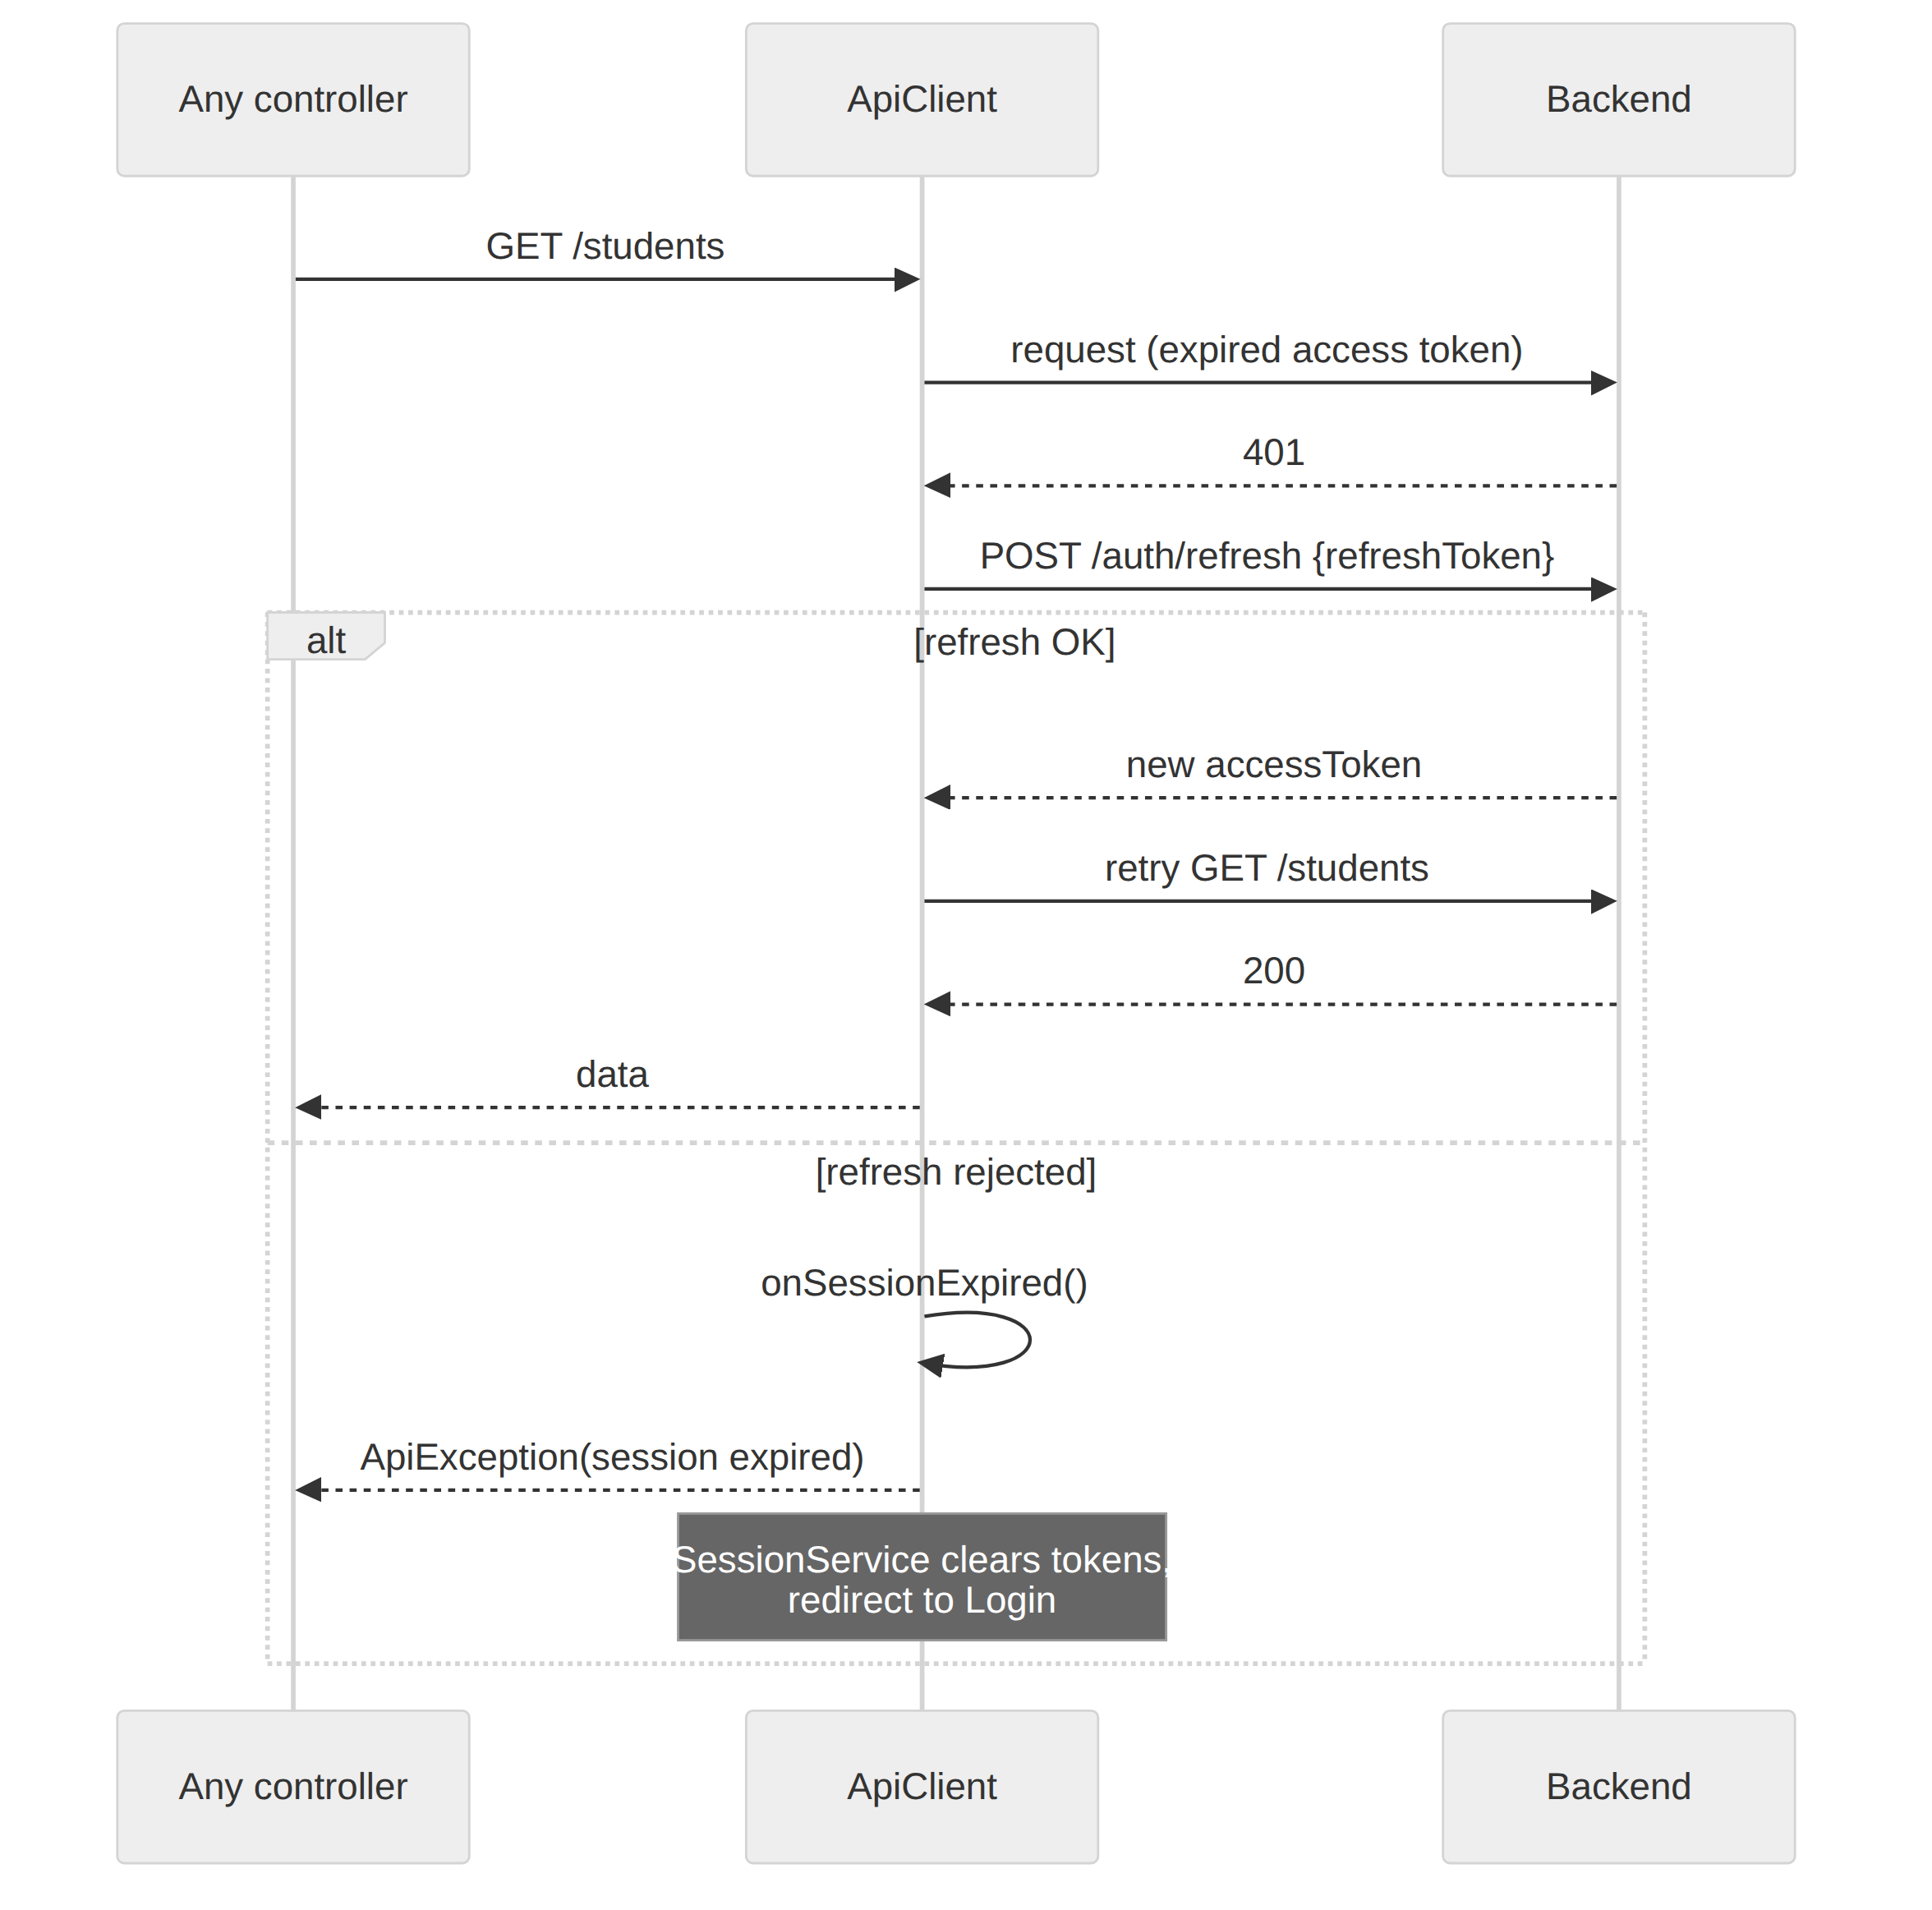 Any controller
ApiClient
Backend
GET /students
request (expired access token)
401
POST /auth/refresh {refreshToken}
alt
[refresh OK]
new accessToken
retry GET /students
200
data
[refresh rejected]
onSessionExpired()
ApiException(session expired)
SessionService clears tokens,
redirect to Login
Any controller
ApiClient
Backend